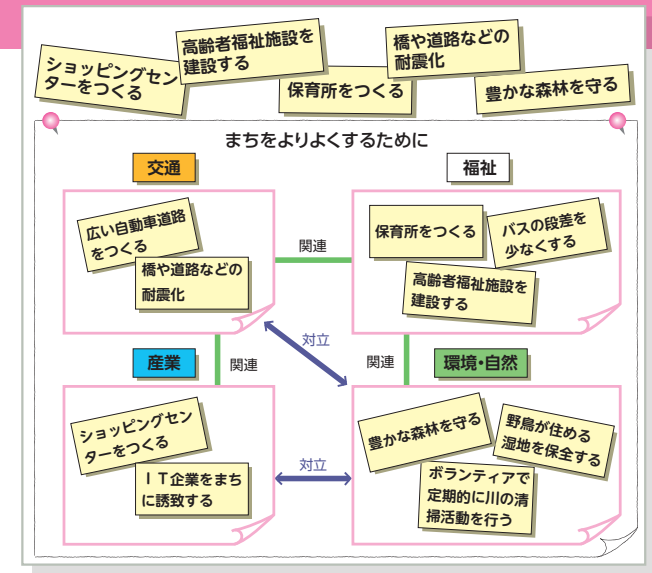 ショッピングセン
ターをつくる
高齢者福祉施設を
建設する
保育所をつくる
橋や道路などの
耐震化
豊かな森林を守る
まちをよりよくするために
交通
福祉
広い自動車道路
をつくる
橋や道路などの
耐震化
関連
保育所をつくる
バスの段差を
少なくする
高齢者福祉施設を
建設する
対立
産業
関連
関連
環境・自然
ショッピングセン
ターをつくる
IT企業をまち
に誘致する
対立
豊かな森林を守る
野鳥が住める
湿地を保全する
ボランティアで
定期的に川の清
掃活動を行う